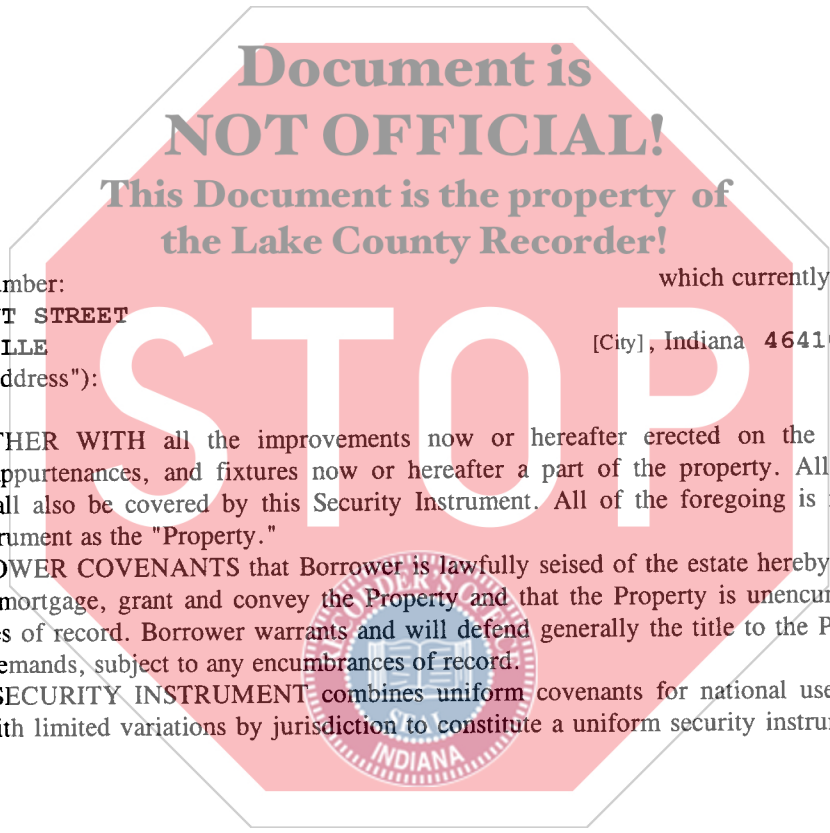 Document is
NOT OFFICIAL!
This Document is the property of
the Lake County Recorder!
mber: which currently
T STREET
LLE [City], Indiana 4641
ddress"):
STOP
THER WITH all the improvements now or hereafter erected on the
ppurtenances, and fixtures now or hereafter a part of the property. All
all also be covered by this Security Instrument. All of the foregoing is
rument as the "Property."
OWER COVENANTS that Borrower is lawfully seised of the estate hereby
mortgage, grant and convey the Property and that the Property is unencu
s of record. Borrower warrants and will defend generally the title to the P
emands, subject to any encumbrances of record.
SECURITY INSTRUMENT combines uniform covenants for national use
ith limited variations by jurisdiction to constitute a uniform security instru
RECORDER'S OFFICE
SEAL
INDIANA